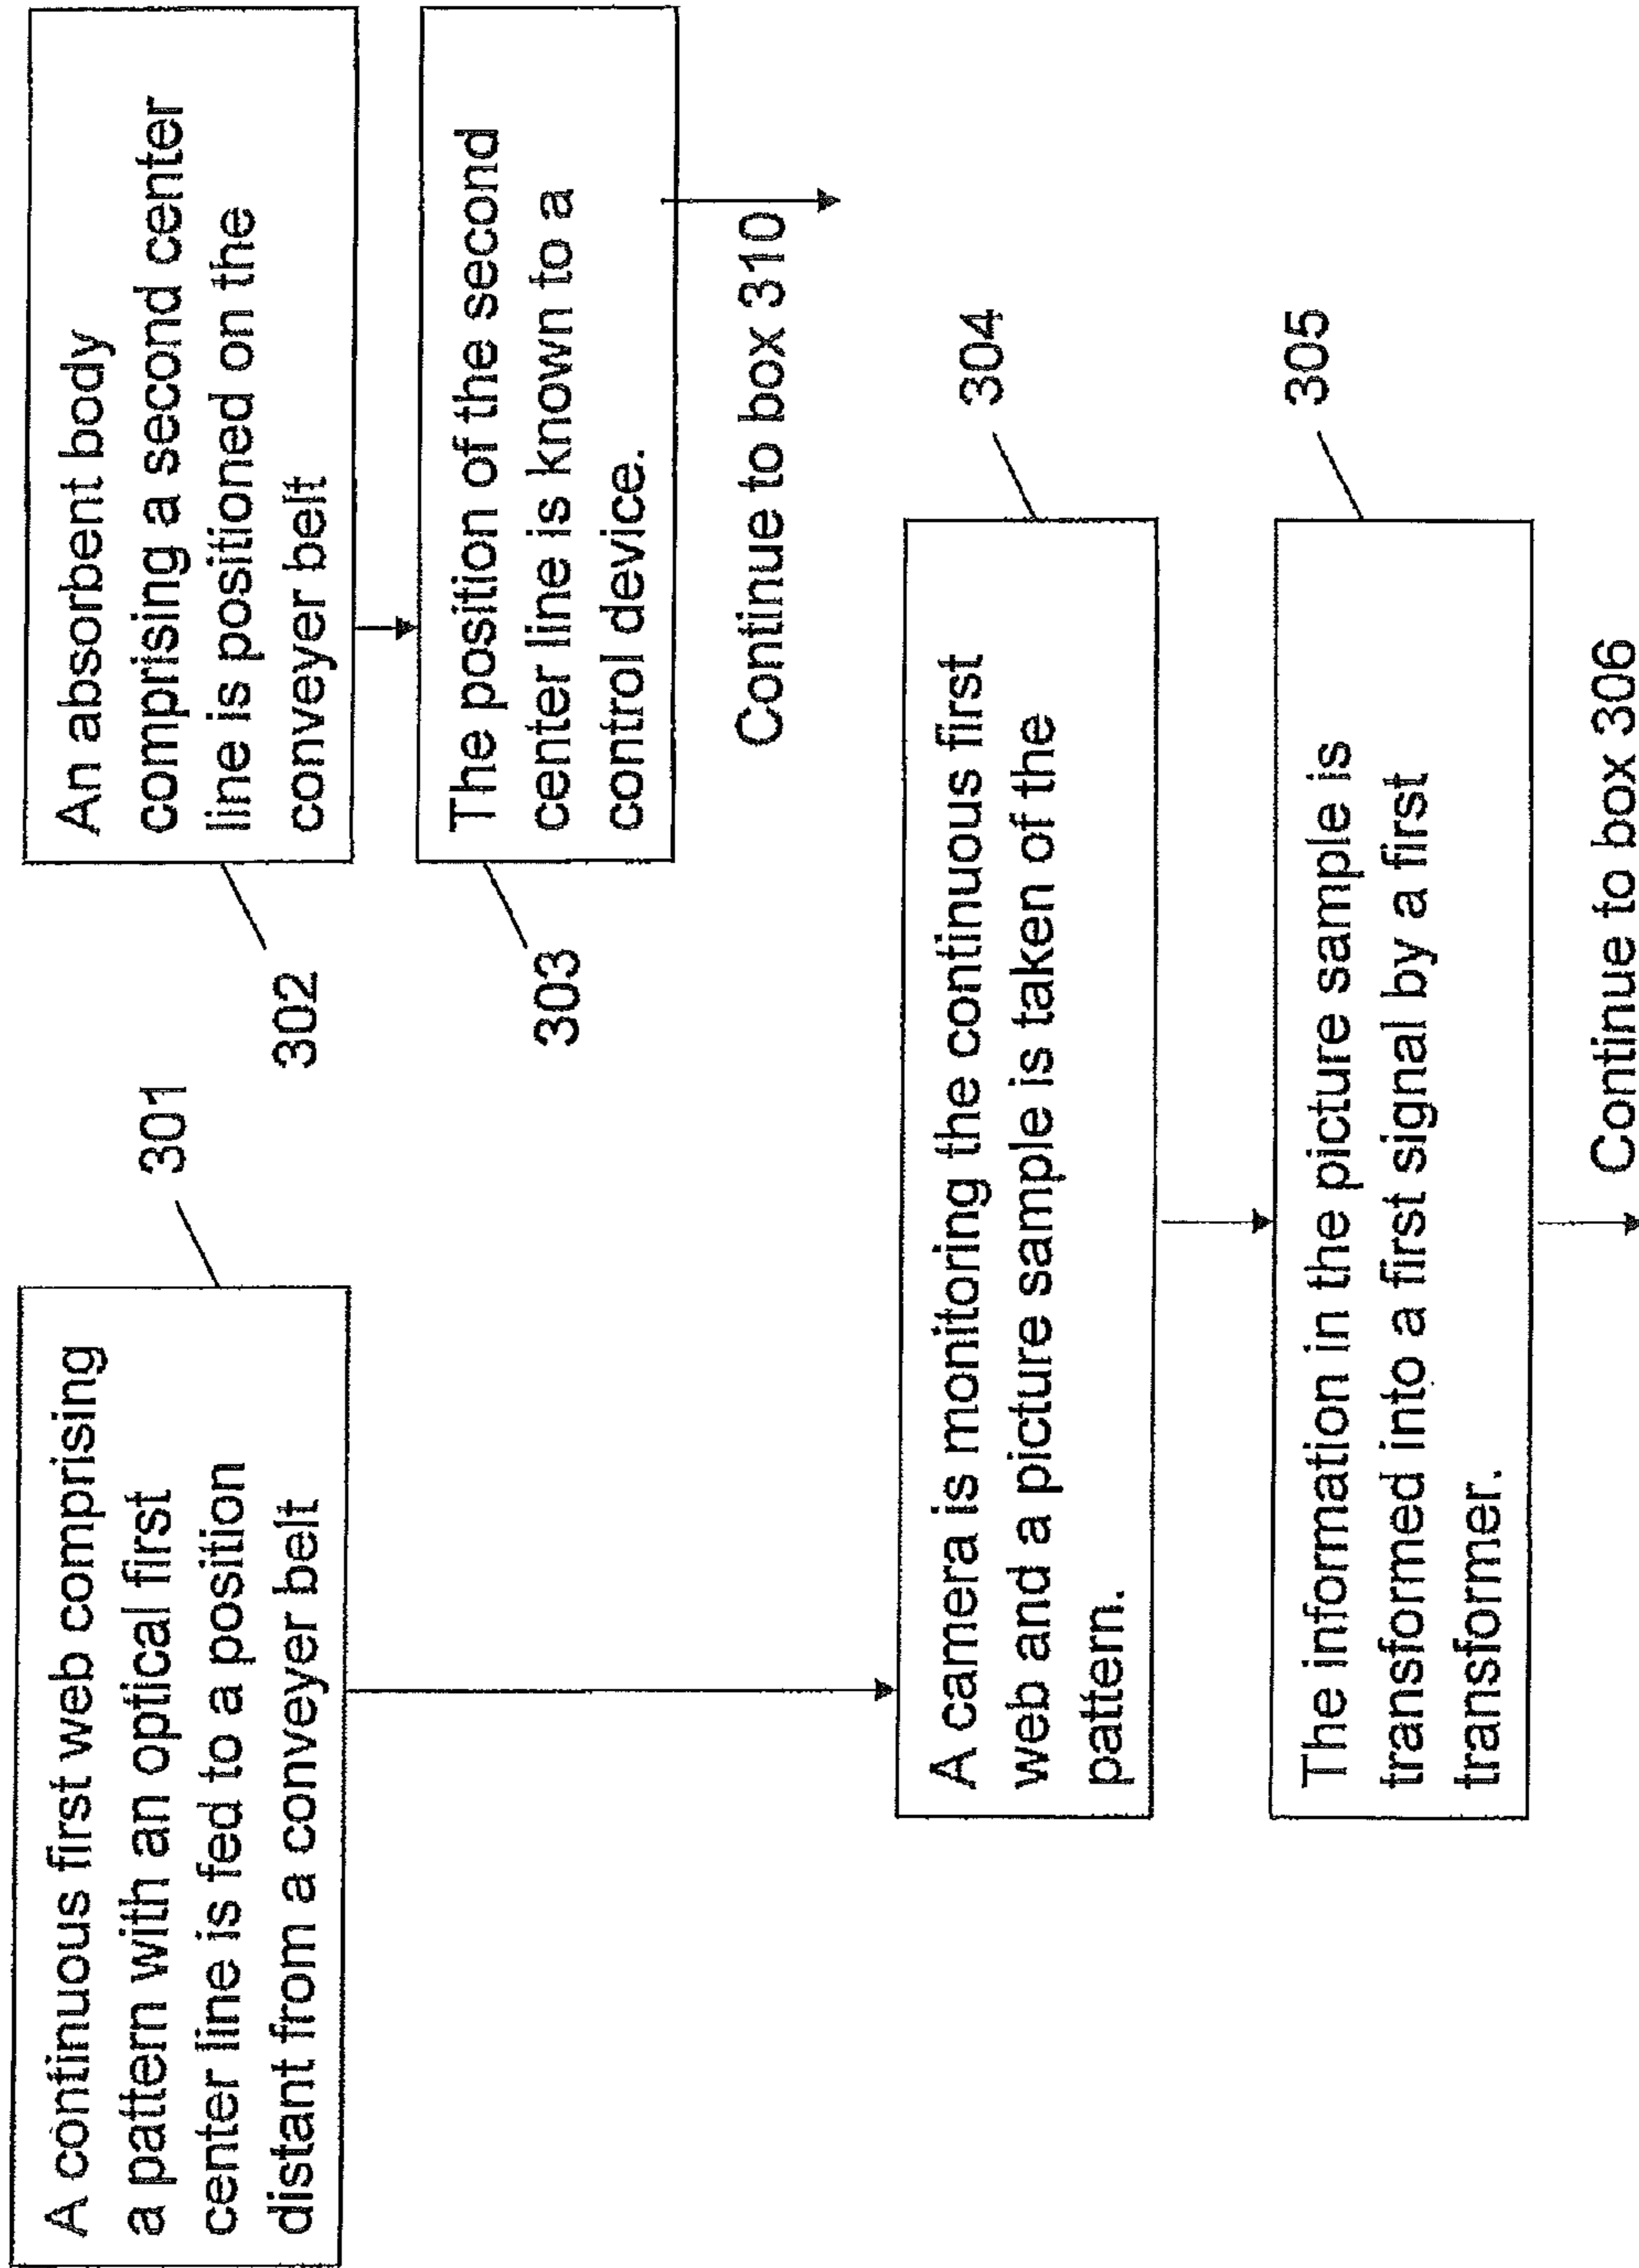 A continuous first web comprising
a pattern with an optical first
center line is fed to a position
distant from a conveyer belt
301
An absorbent body
comprising a second center
line is positioned on the
conveyer belt
302
The position of the second
center line is known to a
control device.
303
Continue to box 310
A camera is monitoring the continuous first
web and a picture sample is taken of the
pattern.
304
The information in the picture sample is
transformed into a first signal by a first
transformer.
305
Continue to box 306